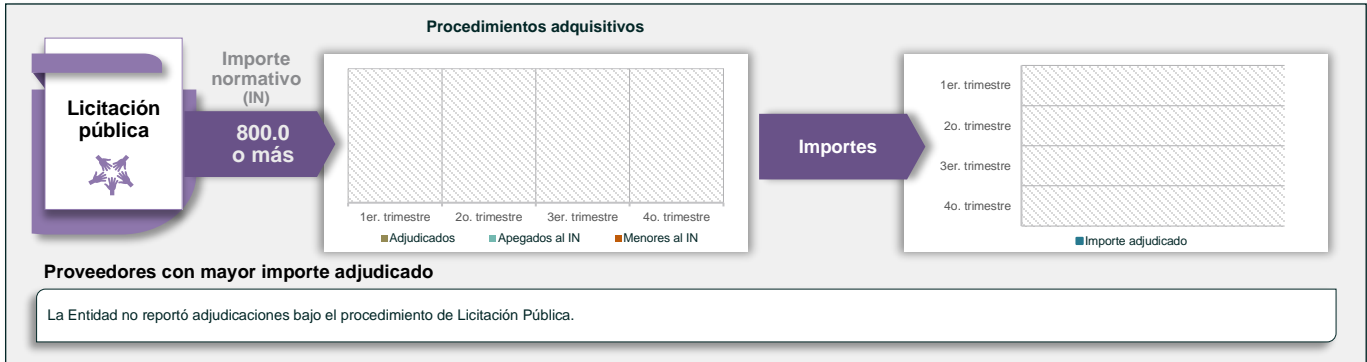 Procedimientos adquisitivos
Licitación
pública
Importe
normativo
(IN)
800.0
o más
1er. trimestre
2o. trimestre
3er. trimestre
4o. trimestre
Adjudicados
Apegados al IN
Menores al IN
Importes
1er. trimestre
2o. trimestre
3er. trimestre
4o. trimestre
Importe adjudicado
Proveedores con mayor importe adjudicado
La Entidad no reportó adjudicaciones bajo el procedimiento de Licitación Pública.